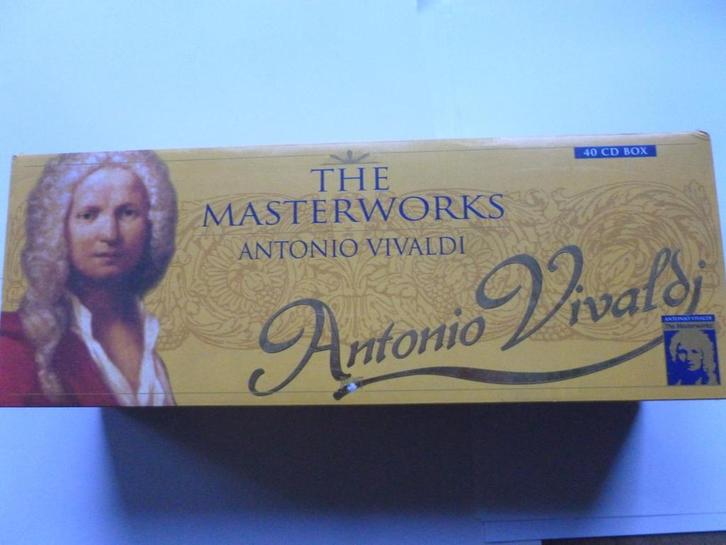 40 CD BOX
THE
MASTERWORKS
ANTONIO VIVALDI
Antonio Vivaldi
ANTONIO VIVALDI
The Masterworks